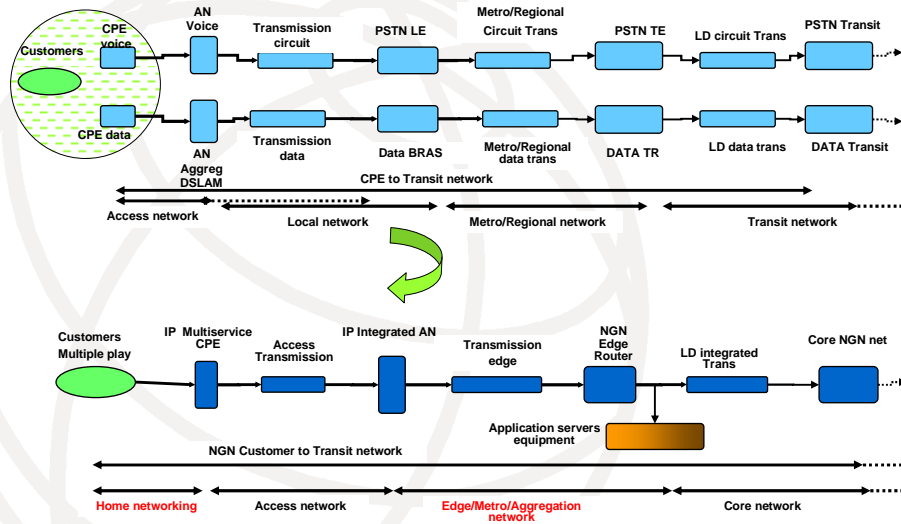 AN
Voice
CPE
voice
Customers
Transmission
circuit
PSTN LE
Metro/Regional
Circuit Trans
PSTN TE
LD circuit Trans
PSTN Transit
CPE data
AN
Aggreg
DSLAM
Transmission
data
Data BRAS
Metro/Regional
data trans
DATA TR
LD data trans
DATA Transit
CPE to Transit network
Access network
Local network
Metro/Regional network
Transit network
Customers
Multiple play
IP Multiservice
CPE
Access
Transmission
IP Integrated AN
Transmission
edge
NGN
Edge
Router
LD integrated
Trans
Core NGN net
Application servers
equipment
NGN Customer to Transit network
Home networking
Access network
Edge/Metro/Aggregation
network
Core network